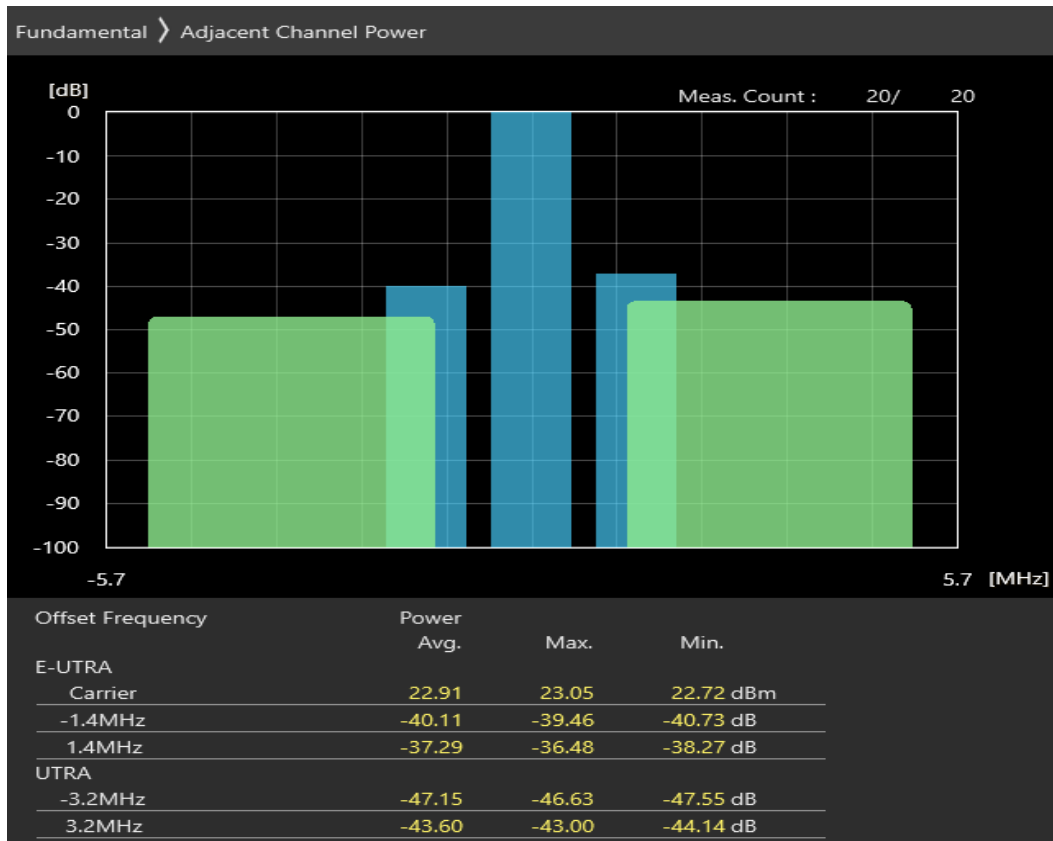 Fundamental 〉 Adjacent Channel Power
[dB]
Meas. Count : 20/ 20
0
-10
-20
-30
-40
-50
-60
-70
-80
-90
-100
-5.7 5.7 [MHz]
Offset Frequency Power
Avg. Max. Min.
E-UTRA
Carrier 22.91 23.05 22.72 dBm
-1.4MHz -40.11 -39.46 -40.73 dB
1.4MHz -37.29 -36.48 -38.27 dB
UTRA
-3.2MHz -47.15 -46.63 -47.55 dB
3.2MHz -43.60 -43.00 -44.14 dB